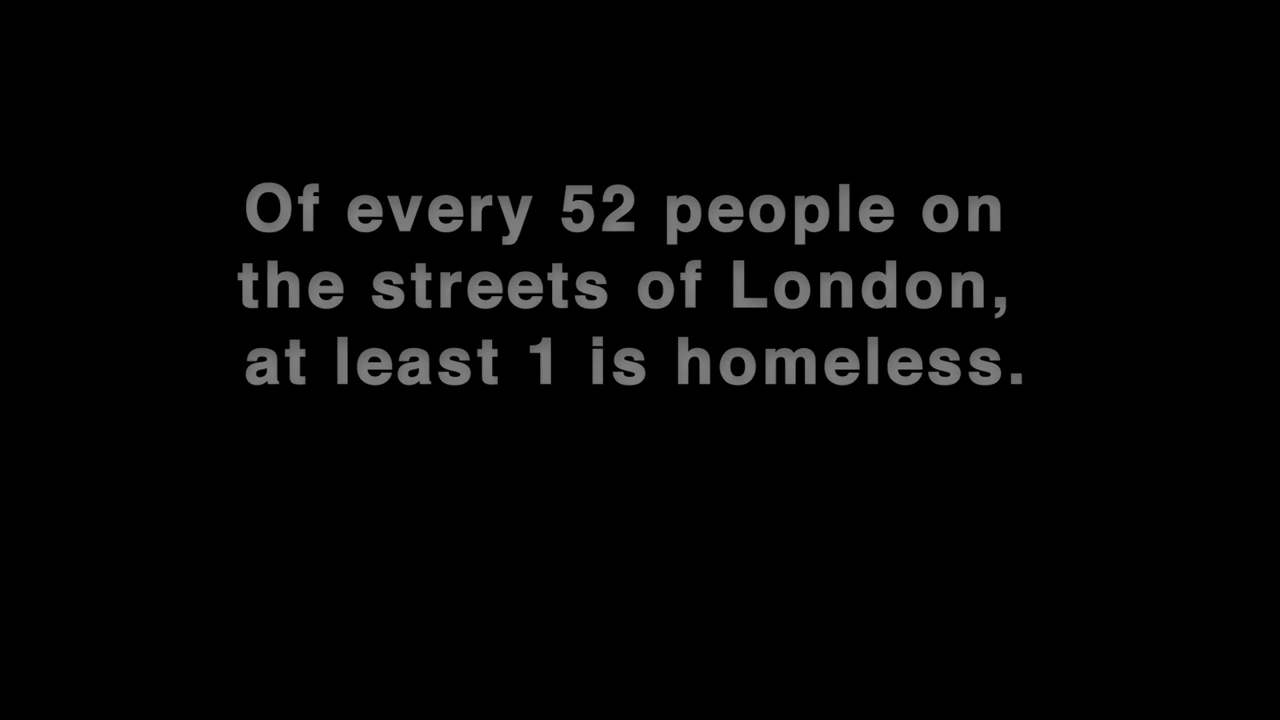 Of every 52 people on
the streets of London,
at least 1 is homeless.